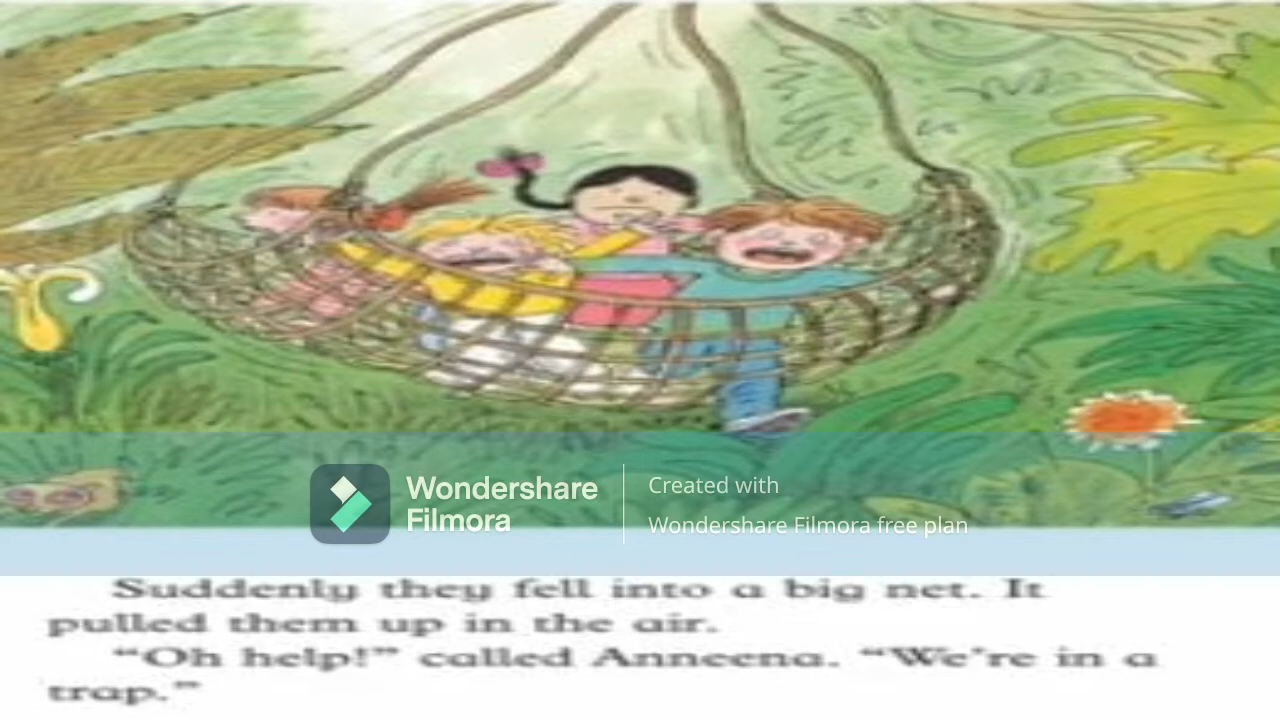 Wondershare
Filmora
Created with
Wondershare Filmora free plan
Suddenly they fell into a big net. It
pulled them up in the air.
“Oh help!” called Anneena. “We’re in a
trap.”